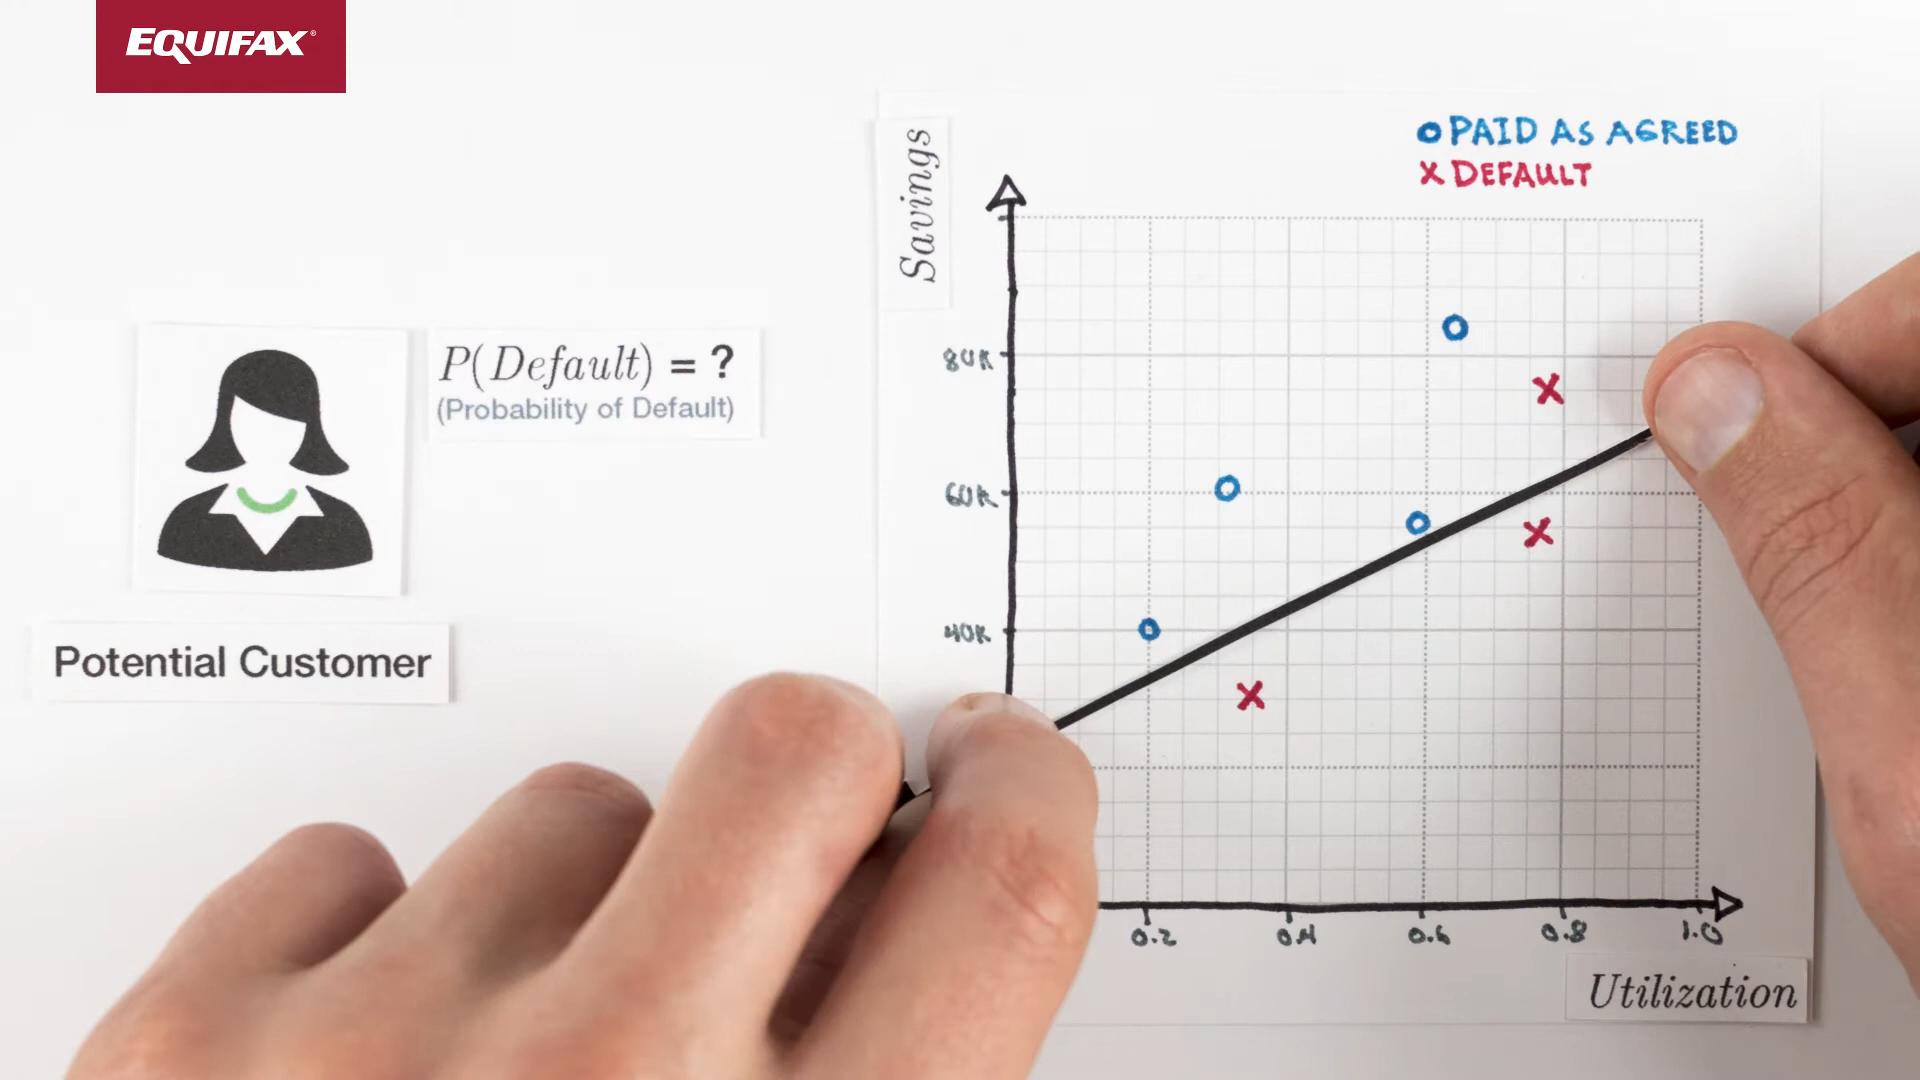 EQUIFAX®
PAID AS AGREED
X DEFAULT
Savings
P(Default) = ?
(Probability of Default)
80K
60K
40K
Potential Customer
0.2 0.4 0.6 0.8 1.0
Utilization